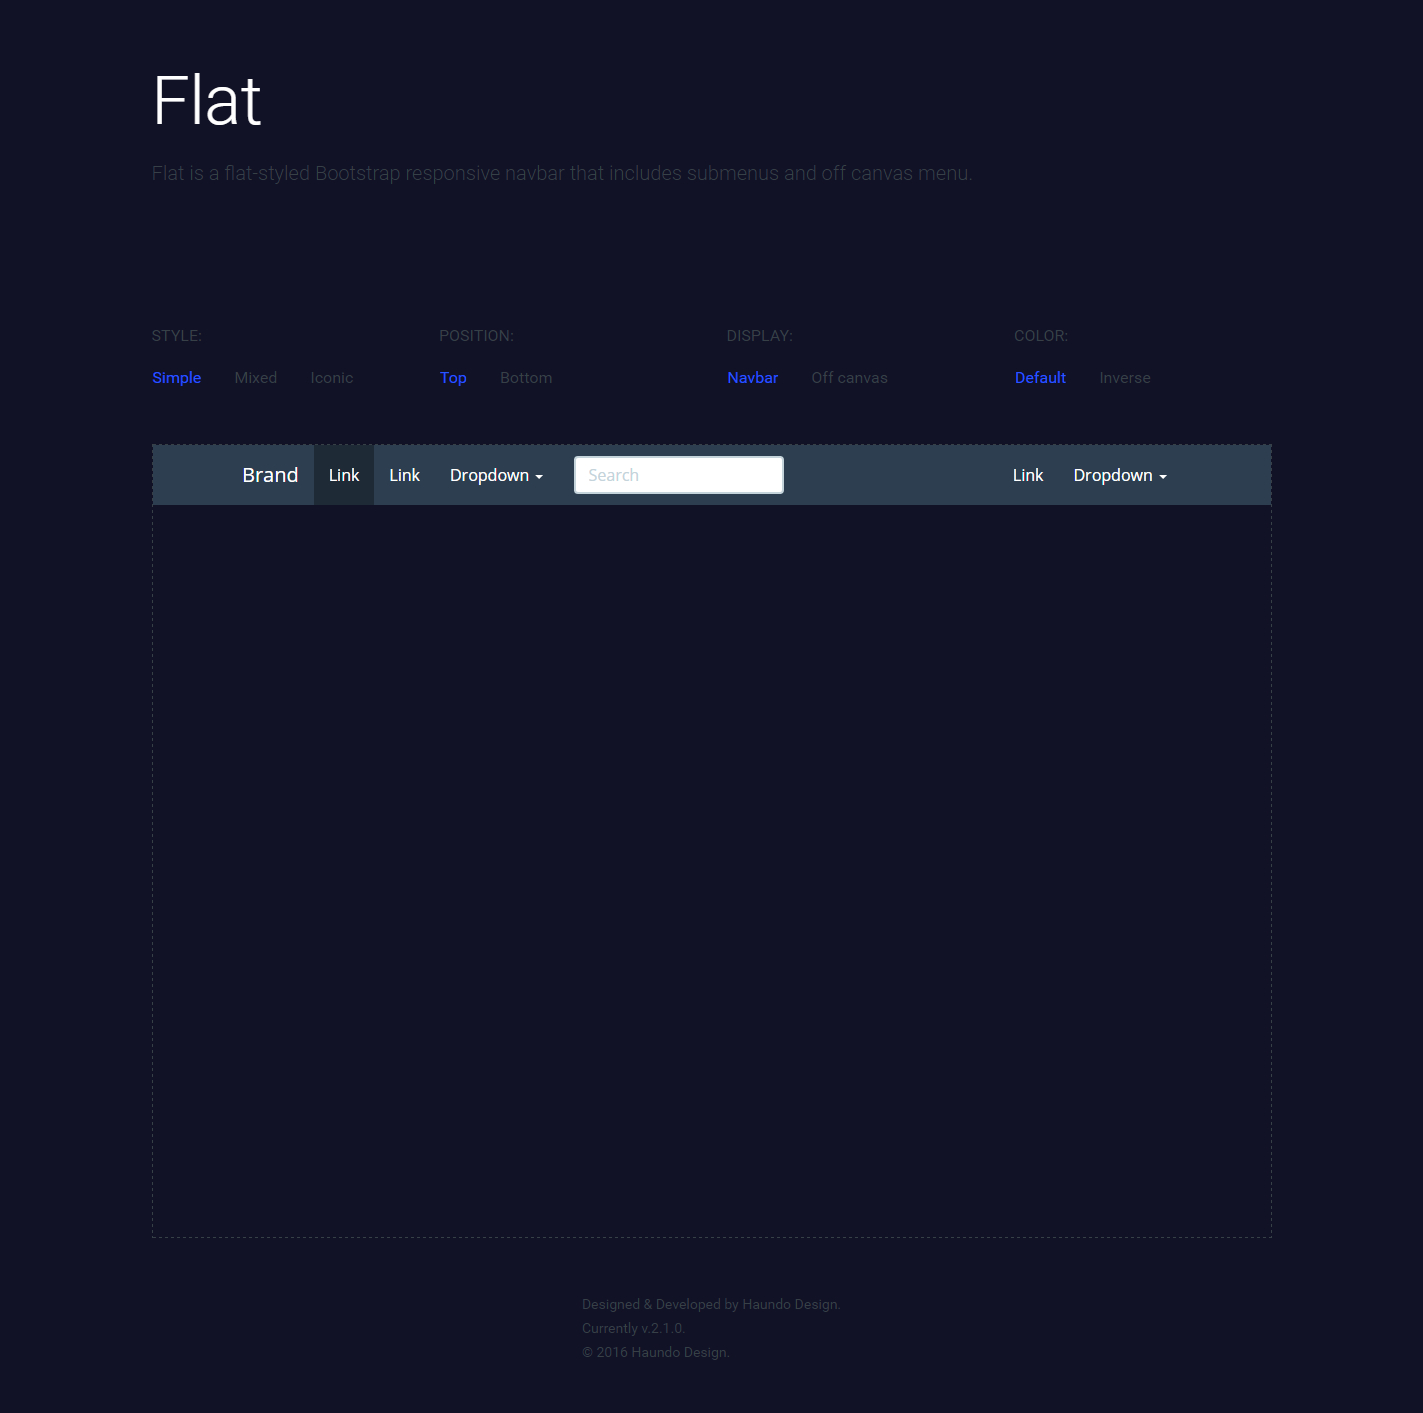 Flat
Flat is a flat-styled Bootstrap responsive navbar that includes submenus and off canvas menu.
STYLE: POSITION: DISPLAY: COLOR:
Simple Mixed Iconic Top Bottom Navbar Off canvas Default Inverse
Brand Link Link Dropdown Search Link Dropdown
Designed & Developed by Haundo Design.
Currently v.2.1.0.
© 2016 Haundo Design.